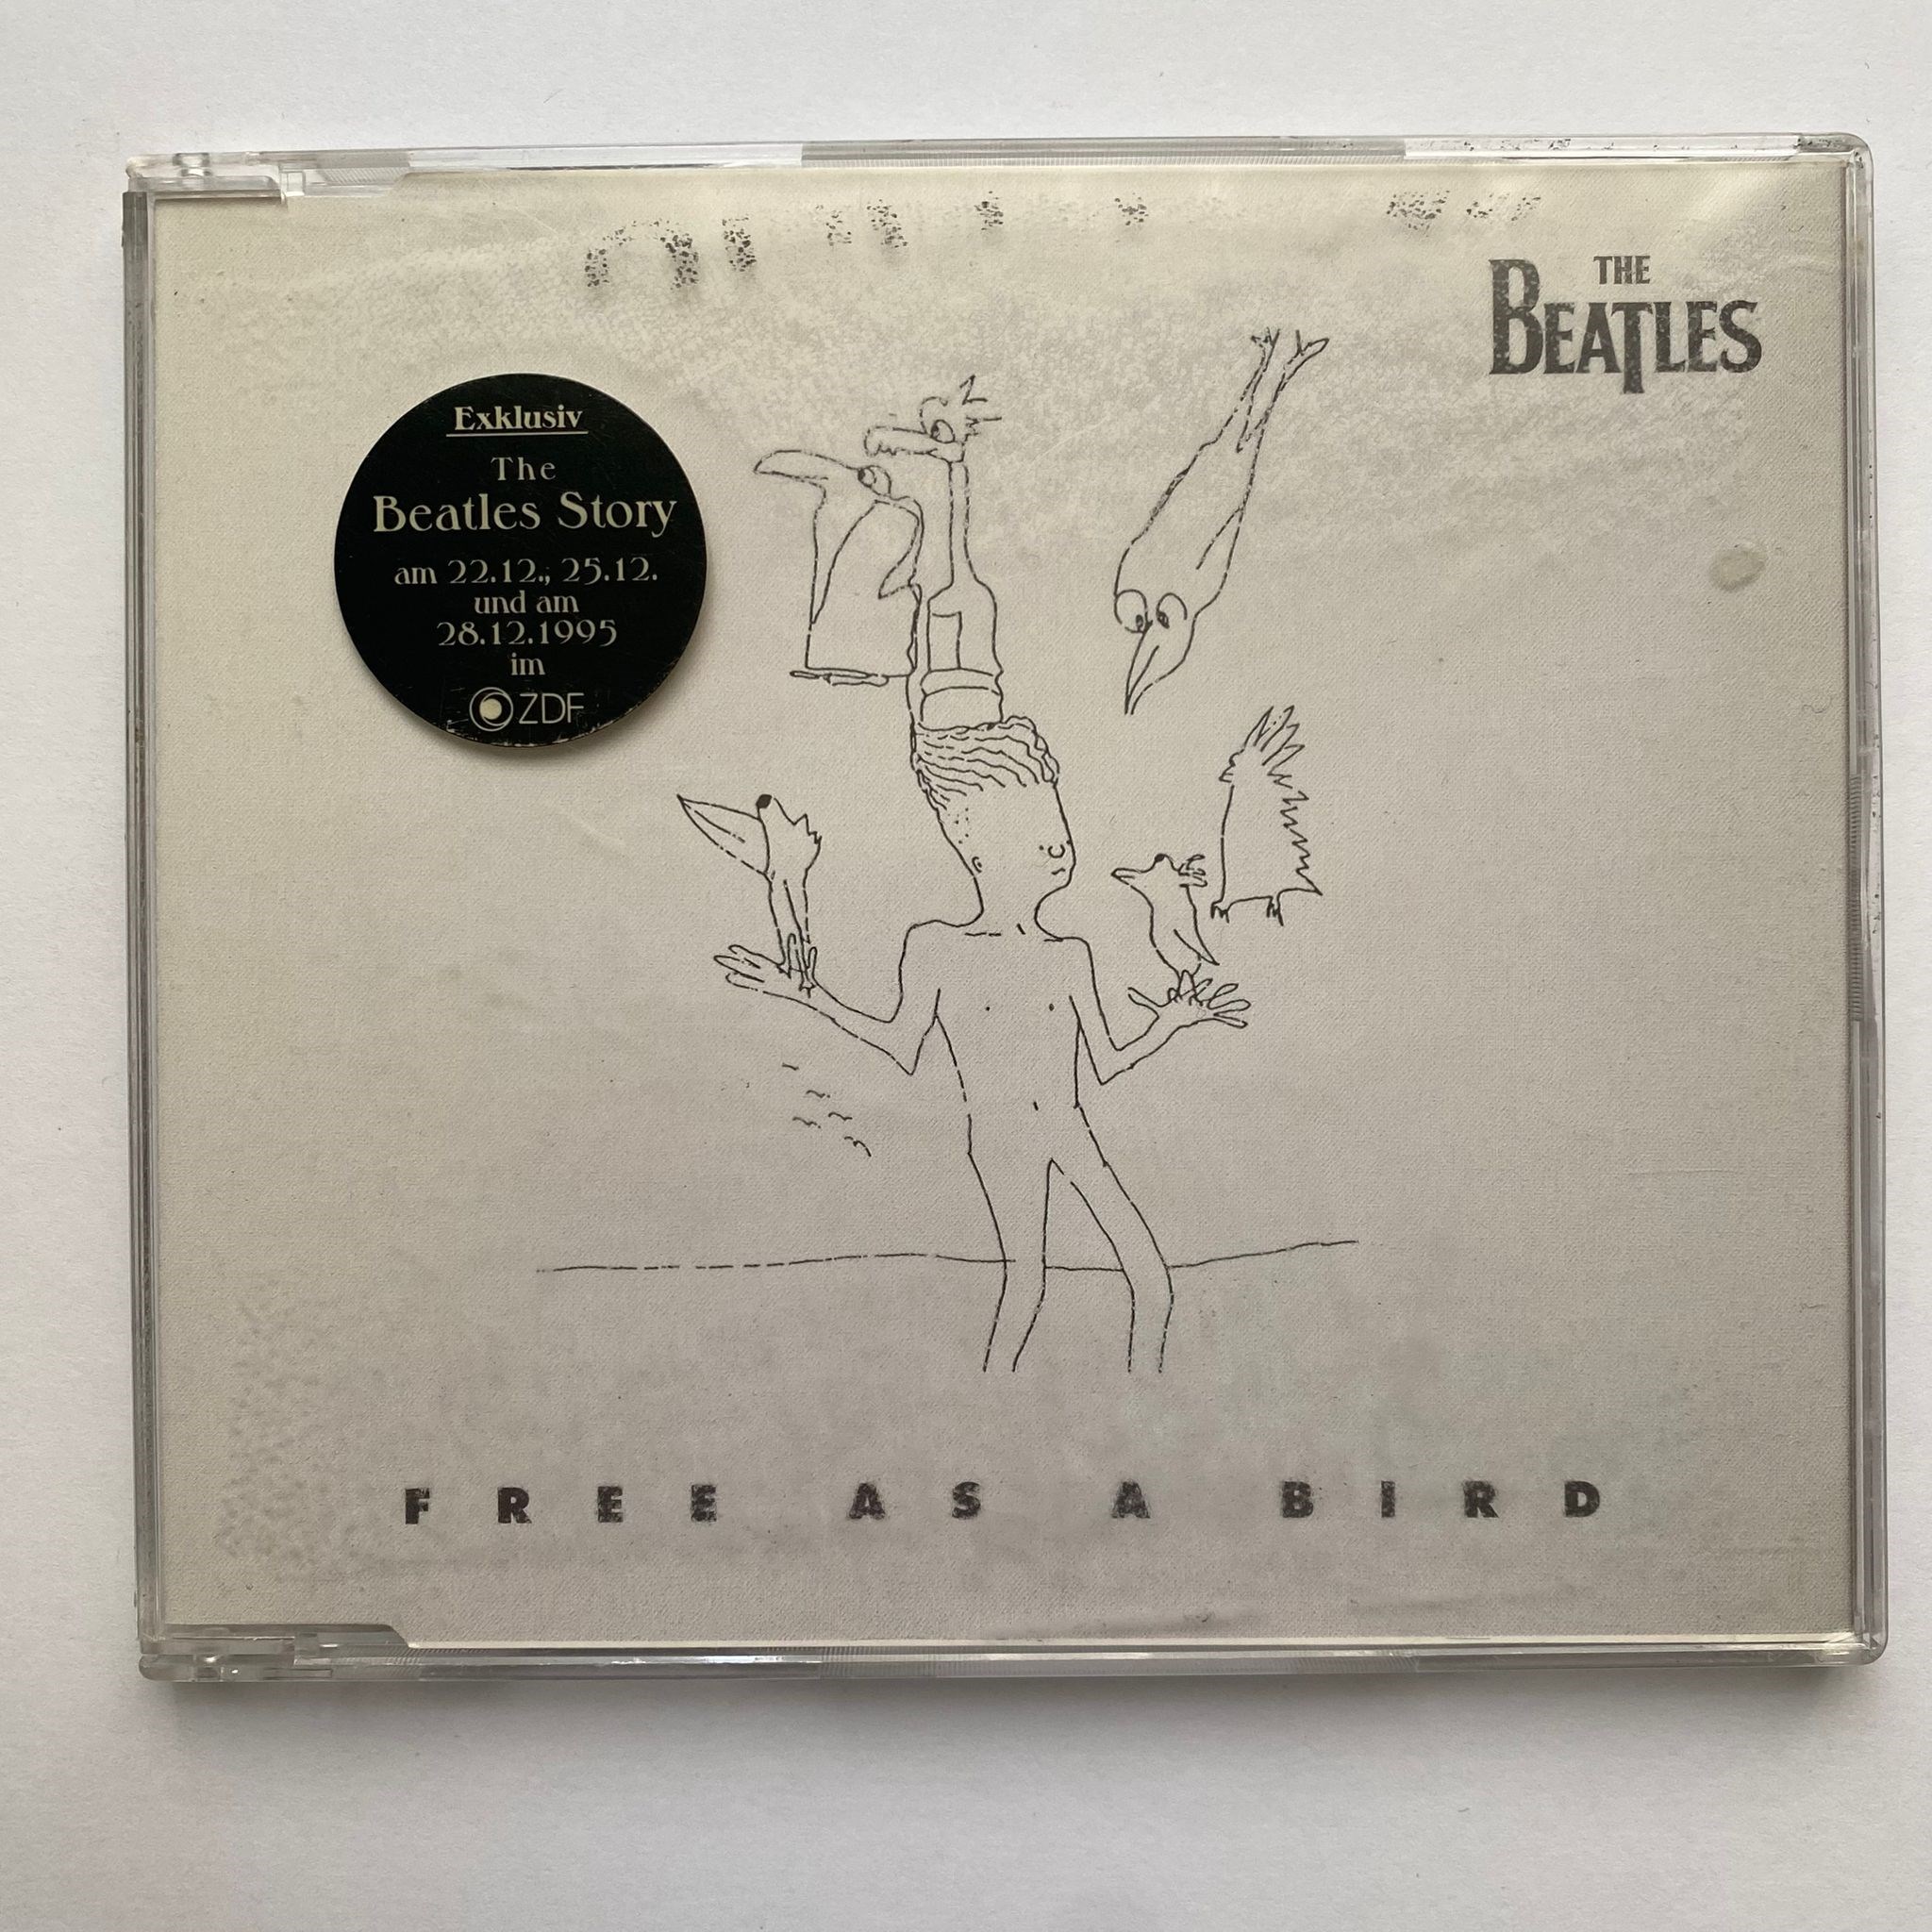 THE
BEATLES
Exklusiv
The
Beatles Story
am 22.12., 25.12.
und am
28.12.1995
im
ZDF
FREE AS A BIRD